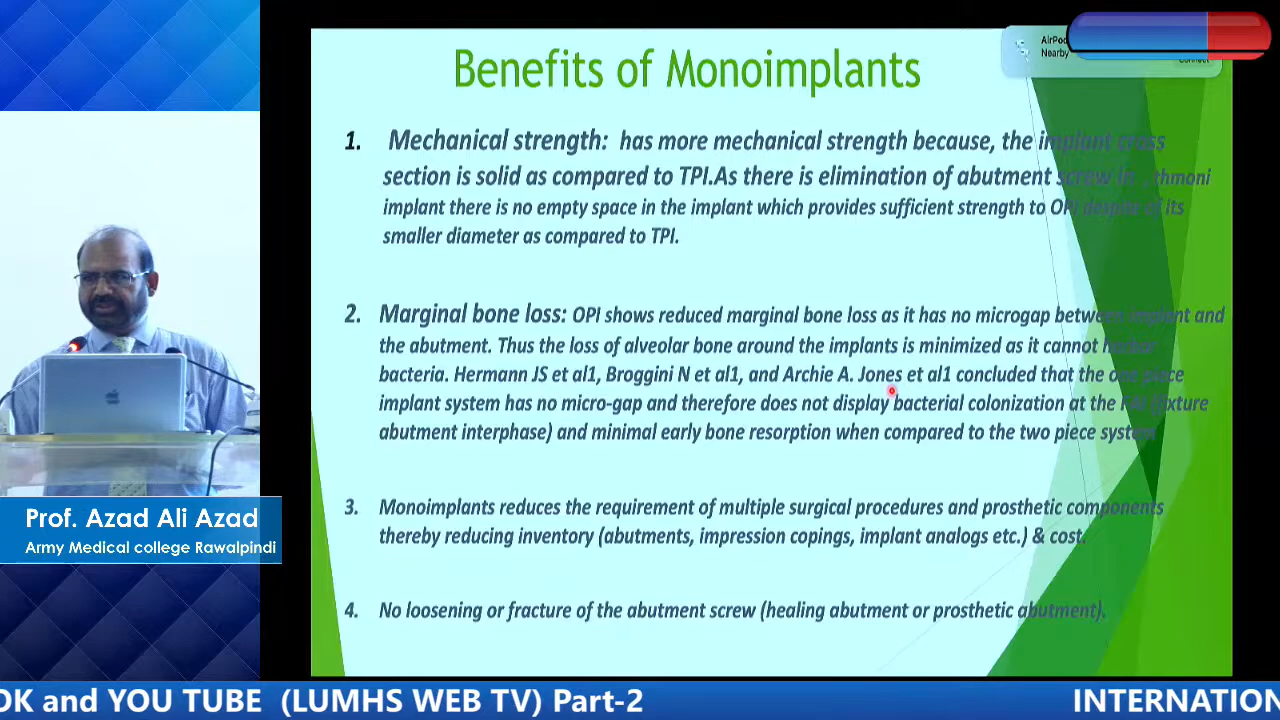 Benefits of Monoimplants
AirPod
Nearby
Connect
1. Mechanical strength: has more mechanical strength because, the implant cross
section is solid as compared to TPI.As there is elimination of abutment screw in thmoni
implant there is no empty space in the implant which provides sufficient strength to OPI despite of its
smaller diameter as compared to TPI.
2. Marginal bone loss: OPI shows reduced marginal bone loss as it has no microgap between implant and
the abutment. Thus the loss of alveolar bone around the implants is minimized as it cannot harbor
bacteria. Hermann JS et al1, Broggini N et al1, and Archie A. Jones et al1 concluded that the one piece
implant system has no micro-gap and therefore does not display bacterial colonization at the FAI (fixture
abutment interphase) and minimal early bone resorption when compared to the two piece system
3. Monoimplants reduces the requirement of multiple surgical procedures and prosthetic components
thereby reducing inventory (abutments, impression copings, implant analogs etc.) & cost.
4. No loosening or fracture of the abutment screw (healing abutment or prosthetic abutment).
Prof. Azad Ali Azad
Army Medical college Rawalpindi
OK and YOU TUBE (LUMHS WEB TV) Part-2
INTERNATION